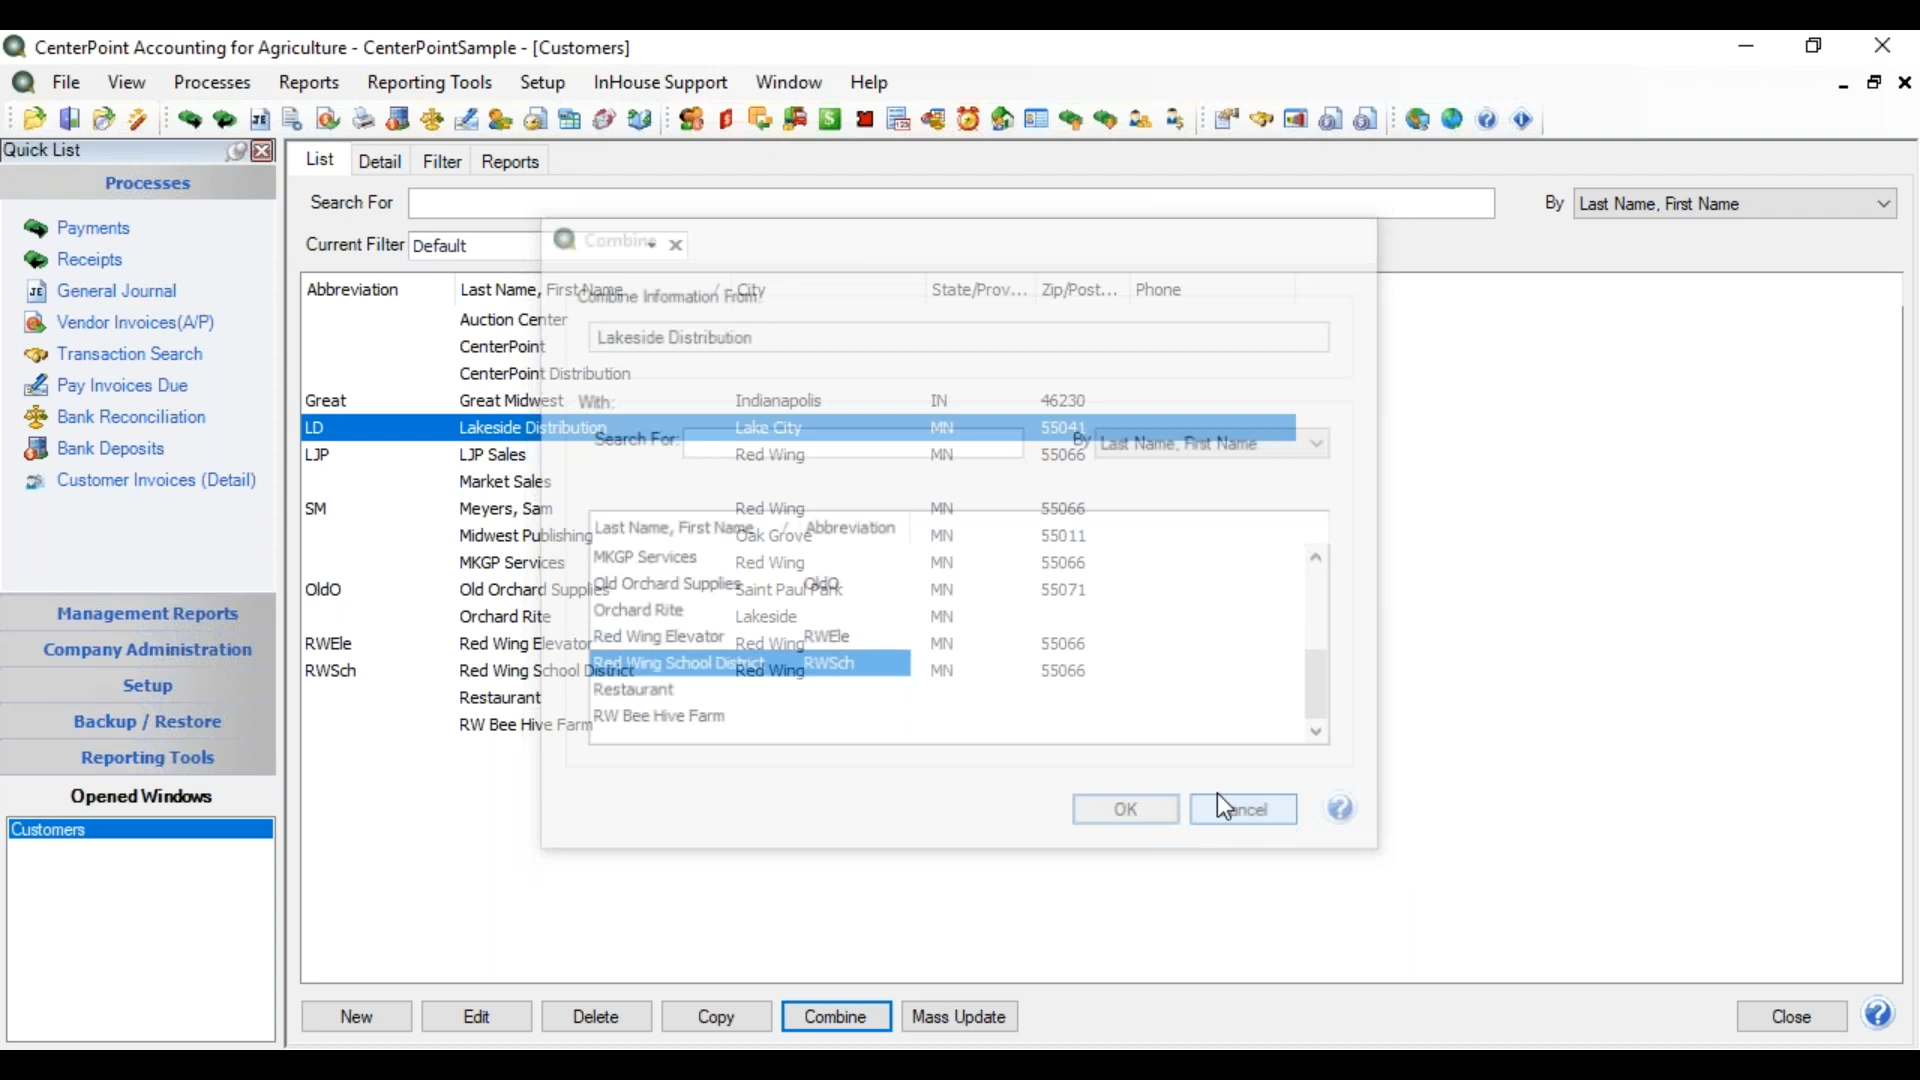 CenterPoint Accounting for Agriculture - CenterPointSample - [Customers]
File View Processes Reports Reporting Tools Setup InHouse Support Window Help
Quick List
Processes
Payments
Receipts
General Journal
Vendor Invoices(A/P)
Transaction Search
Pay Invoices Due
Bank Reconciliation
Bank Deposits
Customer Invoices (Detail)
Management Reports
Company Administration
Setup
Backup / Restore
Reporting Tools
Opened Windows
Customers
List Detail Filter Reports
Search For
By Last Name, First Name
Current Filter Default
Abbreviation Last Name, First Name / City State/Prov... Zip/Post... Phone
Auction Center
CenterPoint
CenterPoint Distribution
Great Great Midwest Indianapolis IN 46230
LD Lakeside Distribution Lake City MN 55041
LJP LJP Sales Red Wing MN 55066
Market Sales
SM Meyers, Sam Red Wing MN 55066
Midwest Publishing Oak Grove MN 55011
MKGP Services Red Wing MN 55066
OldO Old Orchard Supplies Saint Paul Park MN 55071
Orchard Rite Lakeside MN
RWEle Red Wing Elevator Red Wing MN 55066
RWSch Red Wing School District Red Wing MN 55066
Restaurant
RW Bee Hive Farm
Combine
Combine Information From:
Lakeside Distribution
With:
Search For:
By Last Name, First Name
Last Name, First Name / Abbreviation
MKGP Services
Old Orchard Supplies OldO
Orchard Rite
Red Wing Elevator RWEle
Red Wing School District RWSch
Restaurant
RW Bee Hive Farm
OK Cancel
New Edit Delete Copy Combine Mass Update Close